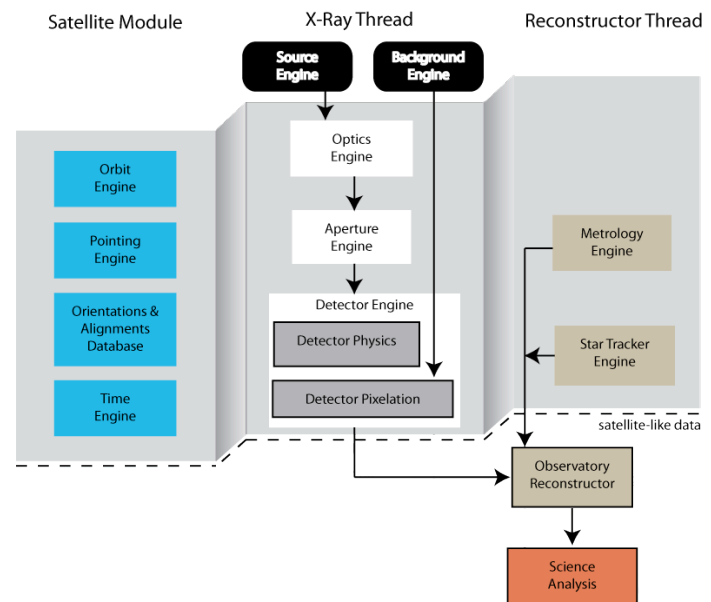 Satellite Module
X-Ray Thread
Reconstructor Thread
Source
Engine
Background
Engine
Optics
Engine
Orbit
Engine
Aperture
Engine
Pointing
Engine
Metrology
Engine
Detector Engine
Orientations &
Alignments
Database
Detector Physics
Star Tracker
Engine
Time
Engine
Detector Pixelation
satellite-like data
Observatory
Reconstructor
Science
Analysis